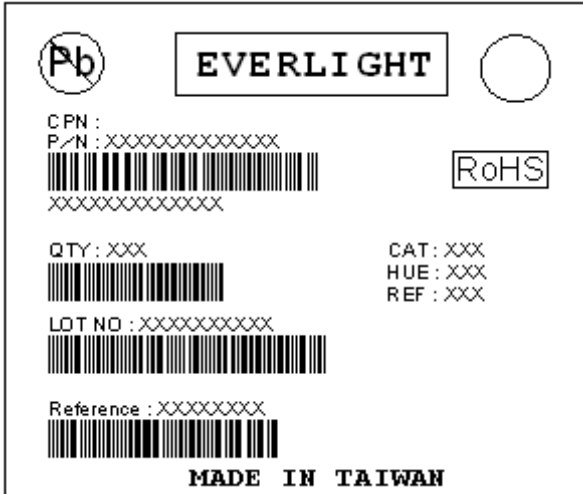 Pb
EVERLIGHT
CPN :
P/N : XXXXXXXXXXXXX
RoHS
XXXXXXXXXXXXX
QTY : XXX
CAT : XXX
HUE : XXX
REF : XXX
LOT NO : XXXXXXXXXX
Reference : XXXXXXXX
MADE IN TAIWAN